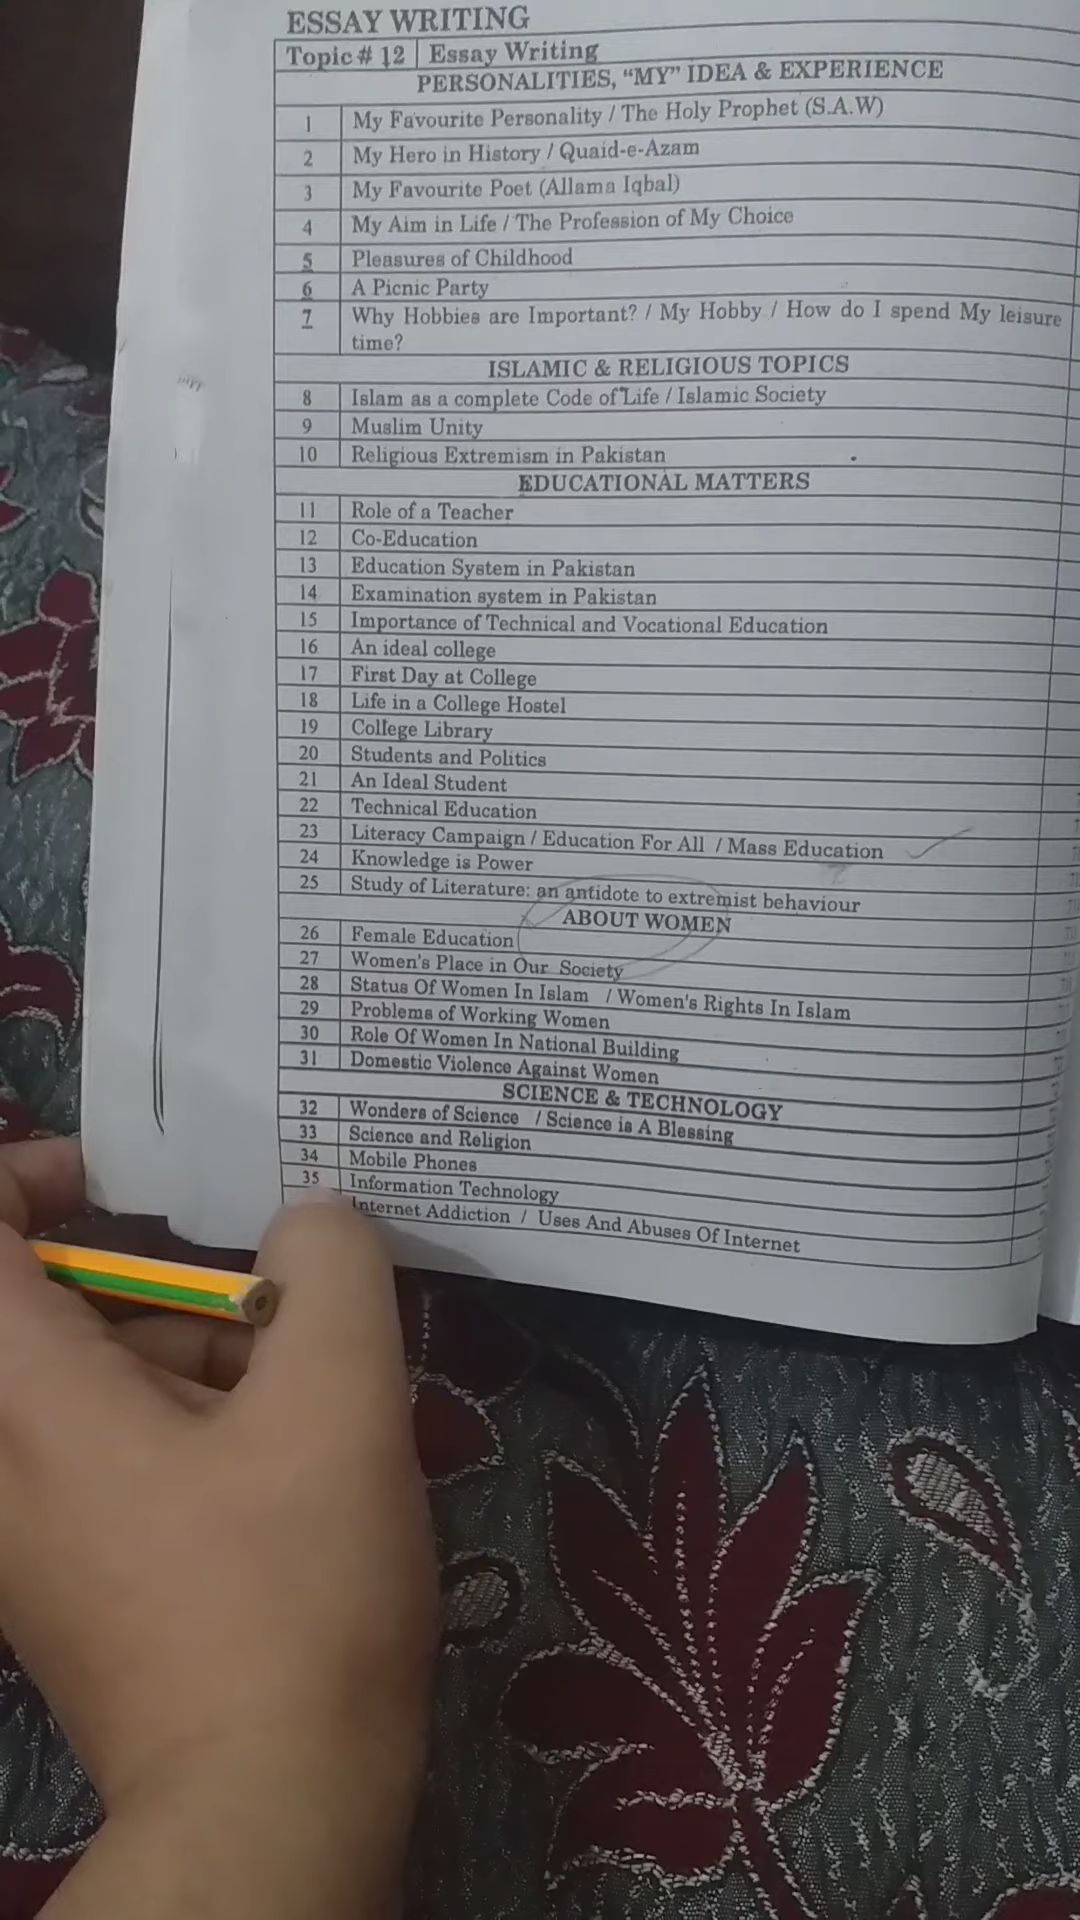 ESSAY WRITING
Topic # 12 Essay Writing
PERSONALITIES, “MY” IDEA & EXPERIENCE
1 My Favourite Personality / The Holy Prophet (S.A.W)
2 My Hero in History / Quaid-e-Azam
3 My Favourite Poet (Allama Iqbal)
4 My Aim in Life / The Profession of My Choice
5 Pleasures of Childhood
6 A Picnic Party
7 Why Hobbies are Important? / My Hobby / How do I spend My leisure
time?
ISLAMIC & RELIGIOUS TOPICS
8 Islam as a complete Code of Life / Islamic Society
9 Muslim Unity
10 Religious Extremism in Pakistan
EDUCATIONAL MATTERS
11 Role of a Teacher
12 Co-Education
13 Education System in Pakistan
14 Examination system in Pakistan
15 Importance of Technical and Vocational Education
16 An ideal college
17 First Day at College
18 Life in a College Hostel
19 College Library
20 Students and Politics
21 An Ideal Student
22 Technical Education
23 Literacy Campaign / Education For All / Mass Education
24 Knowledge is Power
25 Study of Literature: an antidote to extremist behaviour
ABOUT WOMEN
26 Female Education
27 Women's Place in Our Society
28 Status Of Women In Islam / Women's Rights In Islam
29 Problems of Working Women
30 Role Of Women In National Building
31 Domestic Violence Against Women
SCIENCE & TECHNOLOGY
32 Wonders of Science / Science is A Blessing
33 Science and Religion
34 Mobile Phones
35 Information Technology
Internet Addiction / Uses And Abuses Of Internet